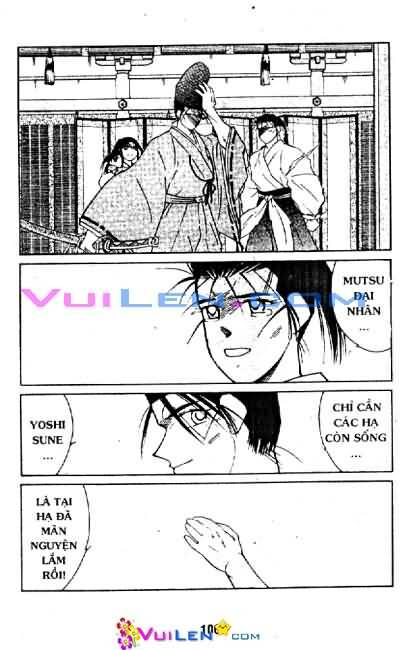 VuiLen.com
MUTSU
ĐẠI
NHÂN
...
YOSHI
SUNE
...
CHỈ CẦN
CÁC HẠ
CÒN SỐNG
...
LÀ TẠI
HẠ ĐÃ
MÃN
NGUYỆN
LẮM
RỒI!
VuiLen
.com